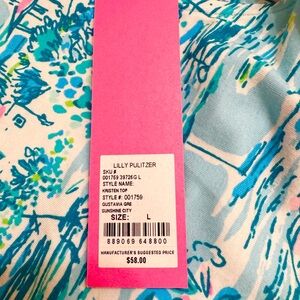 LILLY PULITZER
SKU #
001759 39726G L
STYLE NAME:
KRISTEN TOP
STYLE #: 001759
GUSTAVIA GRE
SUNSHINE CITY
SIZE: L
889069 648800
MANUFACTURER'S SUGGESTED PRICE
$58.00